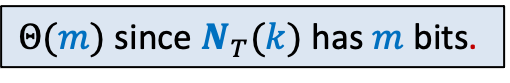 Θ(m) since N_T(k) has m bits.